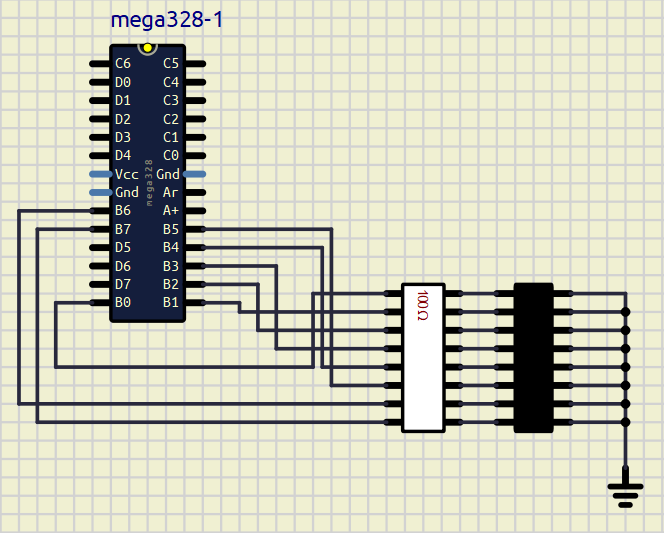 mega328-1
C6 C5
D0 C4
D1 C3
D2 C2
D3 C1
D4 C0
Vcc Gnd
Gnd Ar
B6 A+
B7 B5
D5 B4
D6 B3
D7 B2
B0 B1
mega328
100 Ω